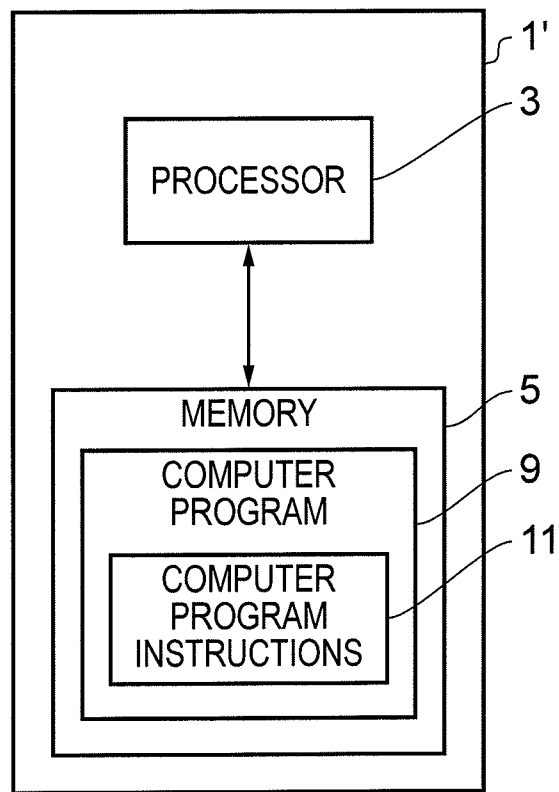 1'
3
PROCESSOR
5
MEMORY
9
COMPUTER
PROGRAM
11
COMPUTER
PROGRAM
INSTRUCTIONS